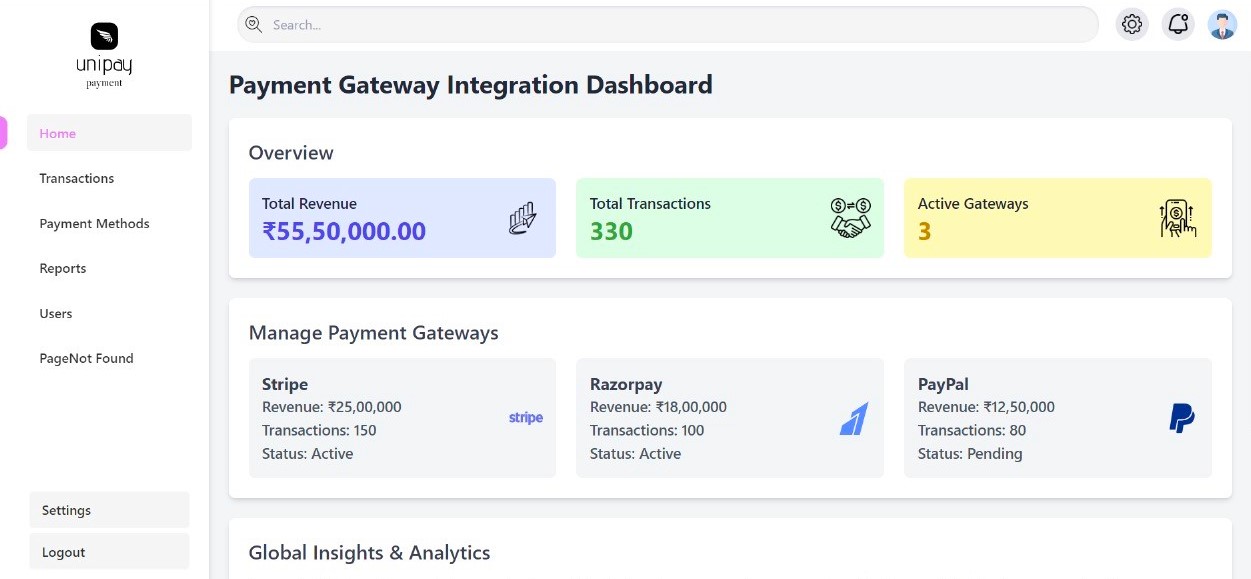 unipay
payment
Home
Transactions
Payment Methods
Reports
Users
PageNot Found
Settings
Logout
Search...
Payment Gateway Integration Dashboard
Overview
Total Revenue
₹55,50,000.00
Total Transactions
330
Active Gateways
3
Manage Payment Gateways
Stripe
Revenue: ₹25,00,000
Transactions: 150
Status: Active
stripe
Razorpay
Revenue: ₹18,00,000
Transactions: 100
Status: Active
PayPal
Revenue: ₹12,50,000
Transactions: 80
Status: Pending
Global Insights & Analytics